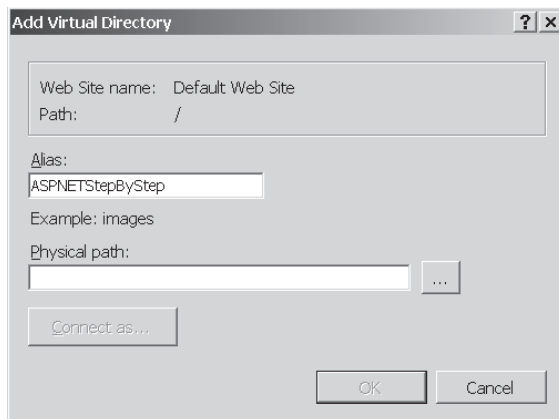 Add Virtual Directory
? ×
Web Site name: Default Web Site
Path: /
Alias:
ASPNETStepByStep
Example: images
Physical path:
...
Connect as...
OK Cancel